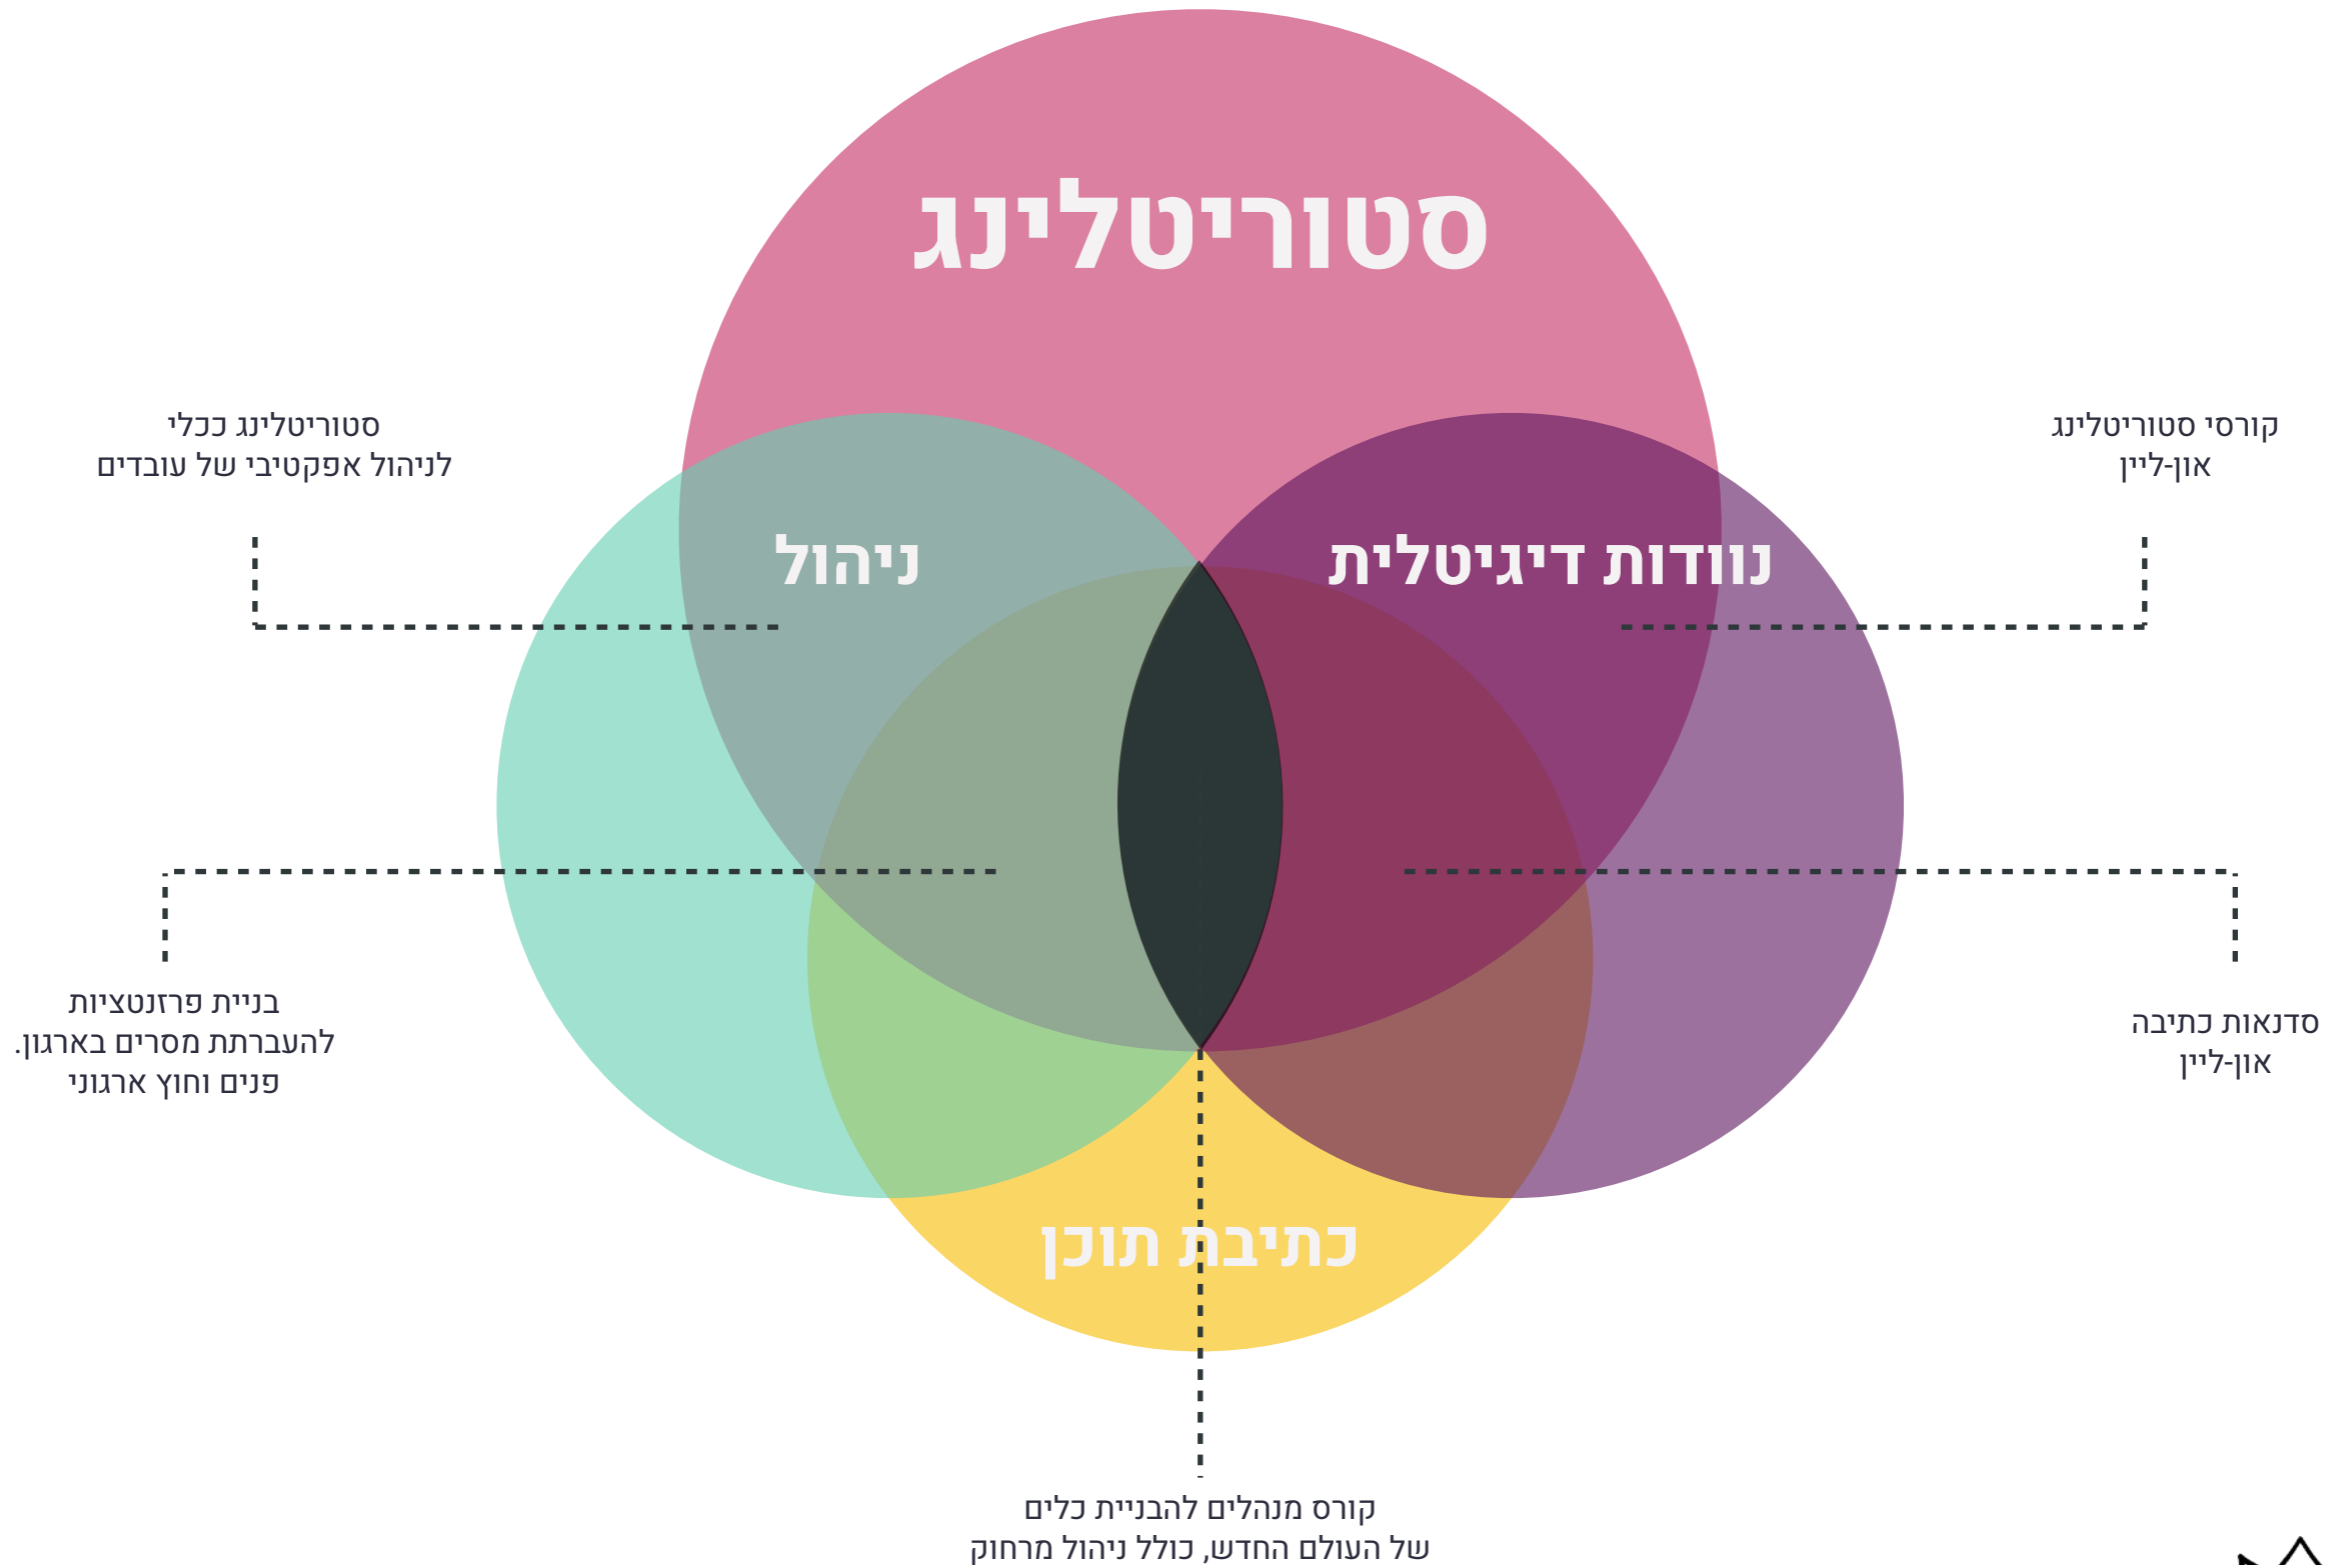 סטוריטלינג
קורסי סטוריטלינג
און-ליין
סטוריטלינג ככלי
לניהול אפקטיבי של עובדים
נוודות דיגיטלית
ניהול
סדנאות כתיבה
און-ליין
בניית פרזנטציות
להעברתת מסרים בארגון.
פנים וחוץ ארגוני
כתיבת תוכן
קורס מנהלים להבניית כלים
של העולם החדש, כולל ניהול מרחוק